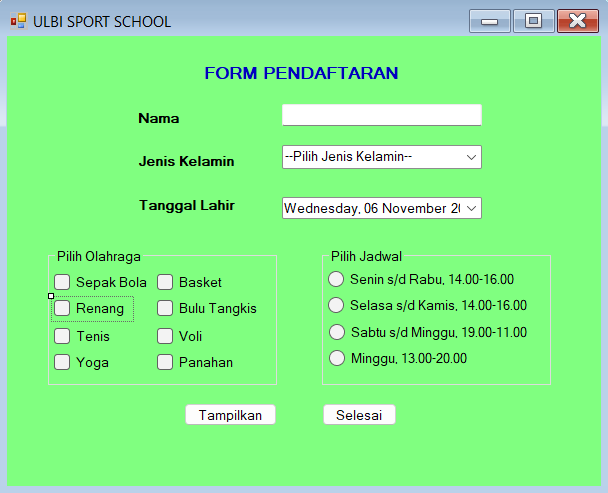 ULBI SPORT SCHOOL
FORM PENDAFTARAN
Nama
Jenis Kelamin
--Pilih Jenis Kelamin--
Tanggal Lahir
Wednesday, 06 November 20
Pilih Olahraga
Sepak Bola
Basket
Renang
Bulu Tangkis
Tenis
Voli
Yoga
Panahan
Pilih Jadwal
Senin s/d Rabu, 14.00-16.00
Selasa s/d Kamis, 14.00-16.00
Sabtu s/d Minggu, 19.00-11.00
Minggu, 13.00-20.00
Tampilkan
Selesai